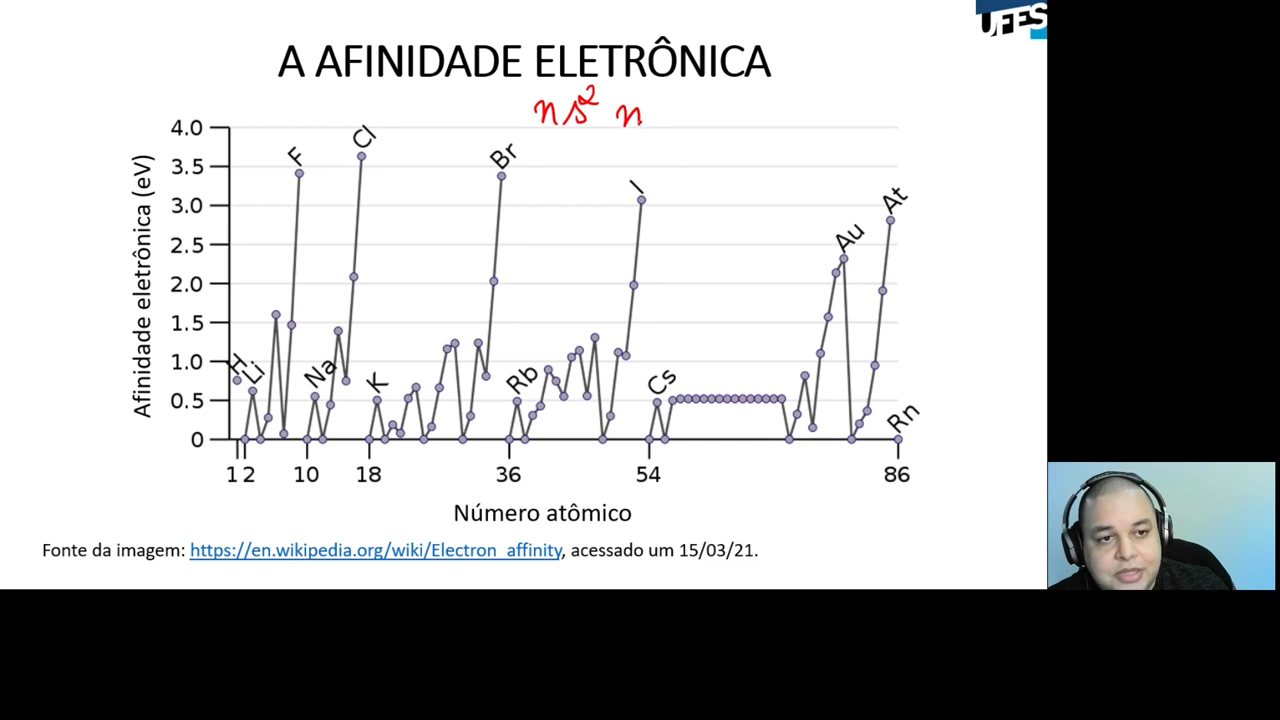 UFES
A AFINIDADE ELETRÔNICA
ns² n
Afinidade eletrônica (eV)
4.0
3.5
3.0
2.5
2.0
1.5
1.0
0.5
0
H
Li
F
Na
Cl
K
Br
Rb
I
Cs
Au
At
Rn
1 2 10 18 36 54 86
Número atômico
Fonte da imagem: https://en.wikipedia.org/wiki/Electron_affinity, acessado um 15/03/21.